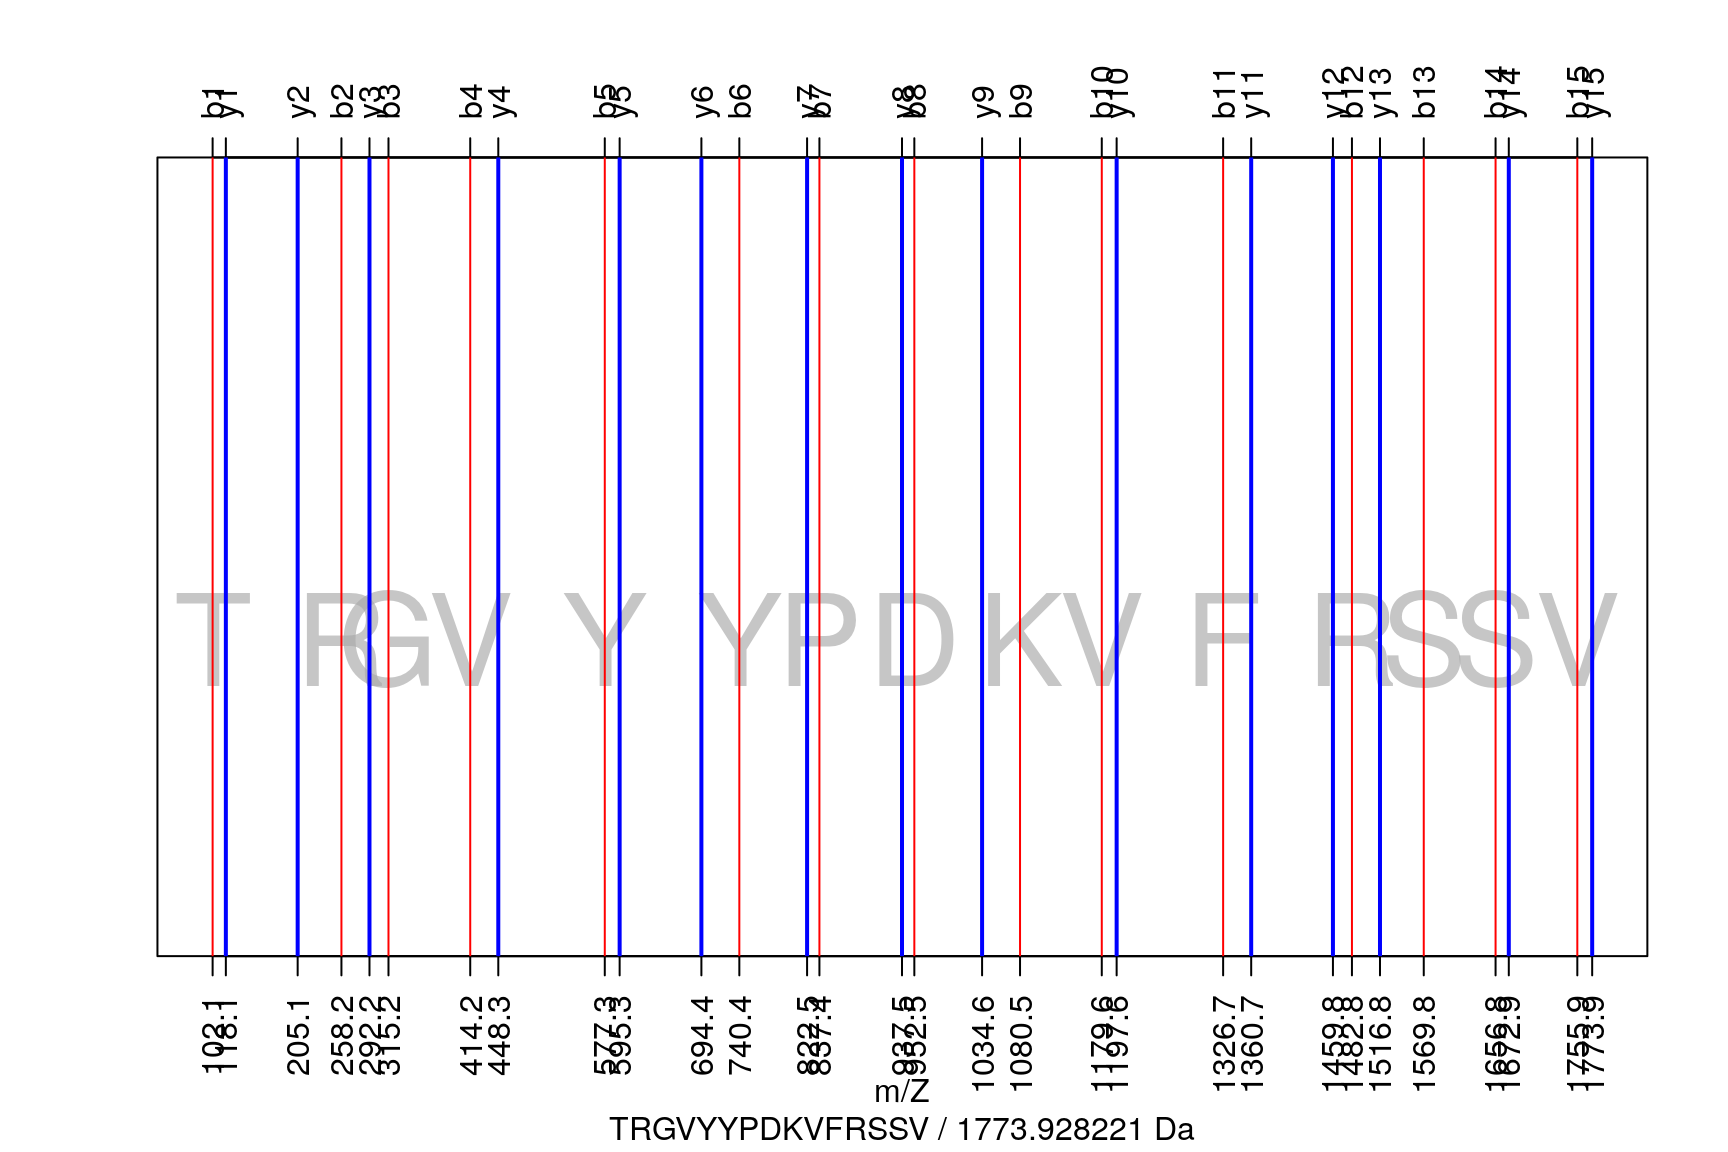 b1 y1 y2 b2 y3 b3 b4 y4 b5 y5 y6 b6 y7 b7 y8 b8 y9 b9 b10 y10 b11 y11 y12 b12 y13 b13 b14 y14 b15 y15
T R G V Y Y P D K V F R S S V
102.1 118.1 205.1 258.2 292.2 315.2 414.2 448.3 577.3 595.3 694.4 740.4 822.5 837.4 937.5 952.5 1034.6 1080.5 1179.6 1197.6 1326.7 1360.7 1459.8 1482.8 1516.8 1569.8 1656.8 1672.9 1755.9 1773.9
m/Z
TRGVYYPDKVFRSSV / 1773.928221 Da